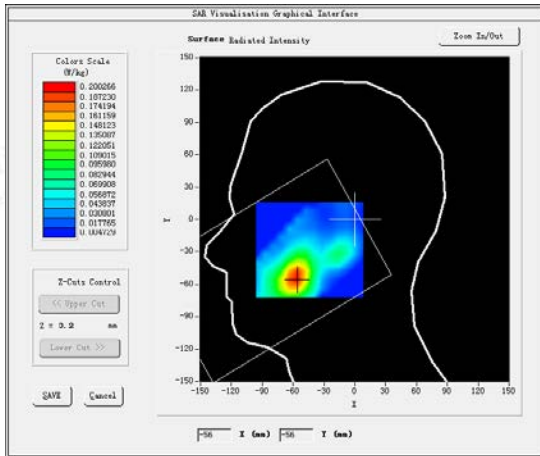 SAR Visualisation Graphical Interface
Surface Radiated Intensity
Zoom In/Out
Colors Scale
(W/kg)
0.200266
0.187230
0.174194
0.161159
0.148123
0.135087
0.122051
0.109015
0.095980
0.082944
0.069908
0.056872
0.043837
0.030801
0.017765
0.004729
Z-Cuts Control
<< Upper Cut
Z = 3.2 mm
Lower Cut >>
SAVE Cancel
150
120
90
60
30
0
-30
-60
-90
-120
-150
Y
-150 -120 -90 -60 -30 0 30 60 90 120 150
X
-56 X (mm) -56 Y (mm)